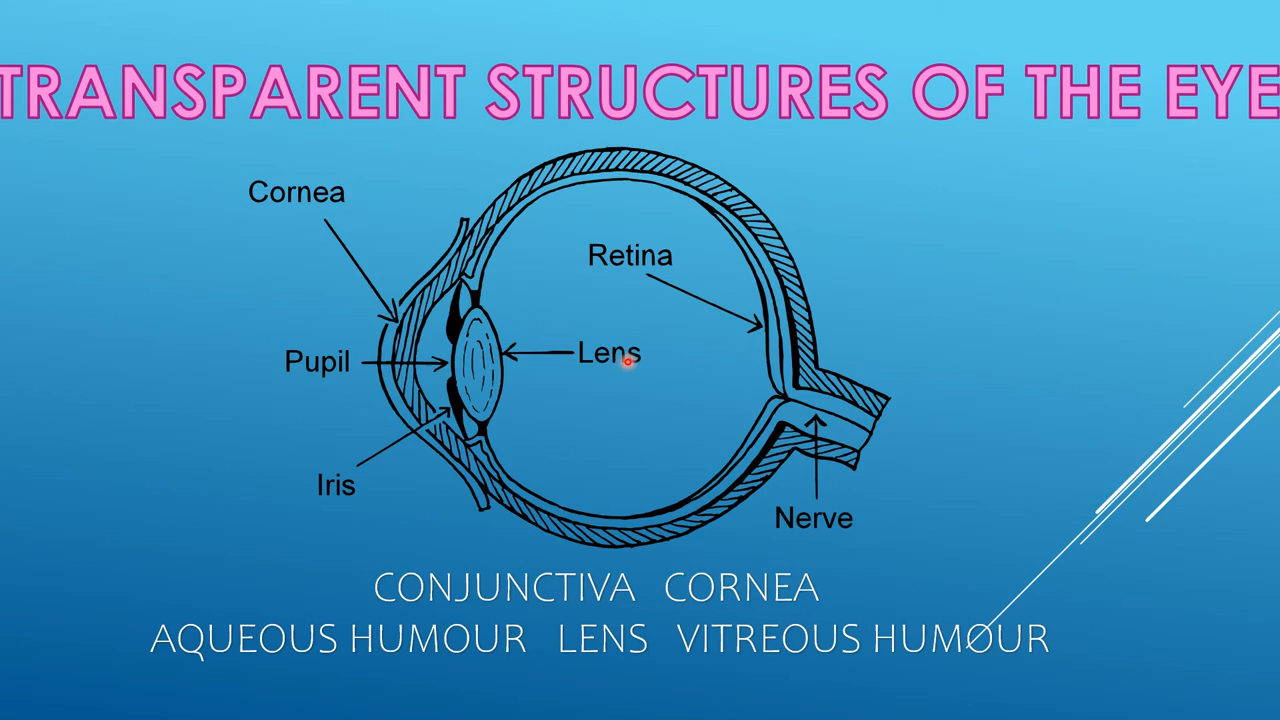 TRANSPARENT STRUCTURES OF THE EYE
Cornea
Retina
Pupil
Lens
Iris
Nerve
CONJUNCTIVA CORNEA
AQUEOUS HUMOUR LENS VITREOUS HUMOUR